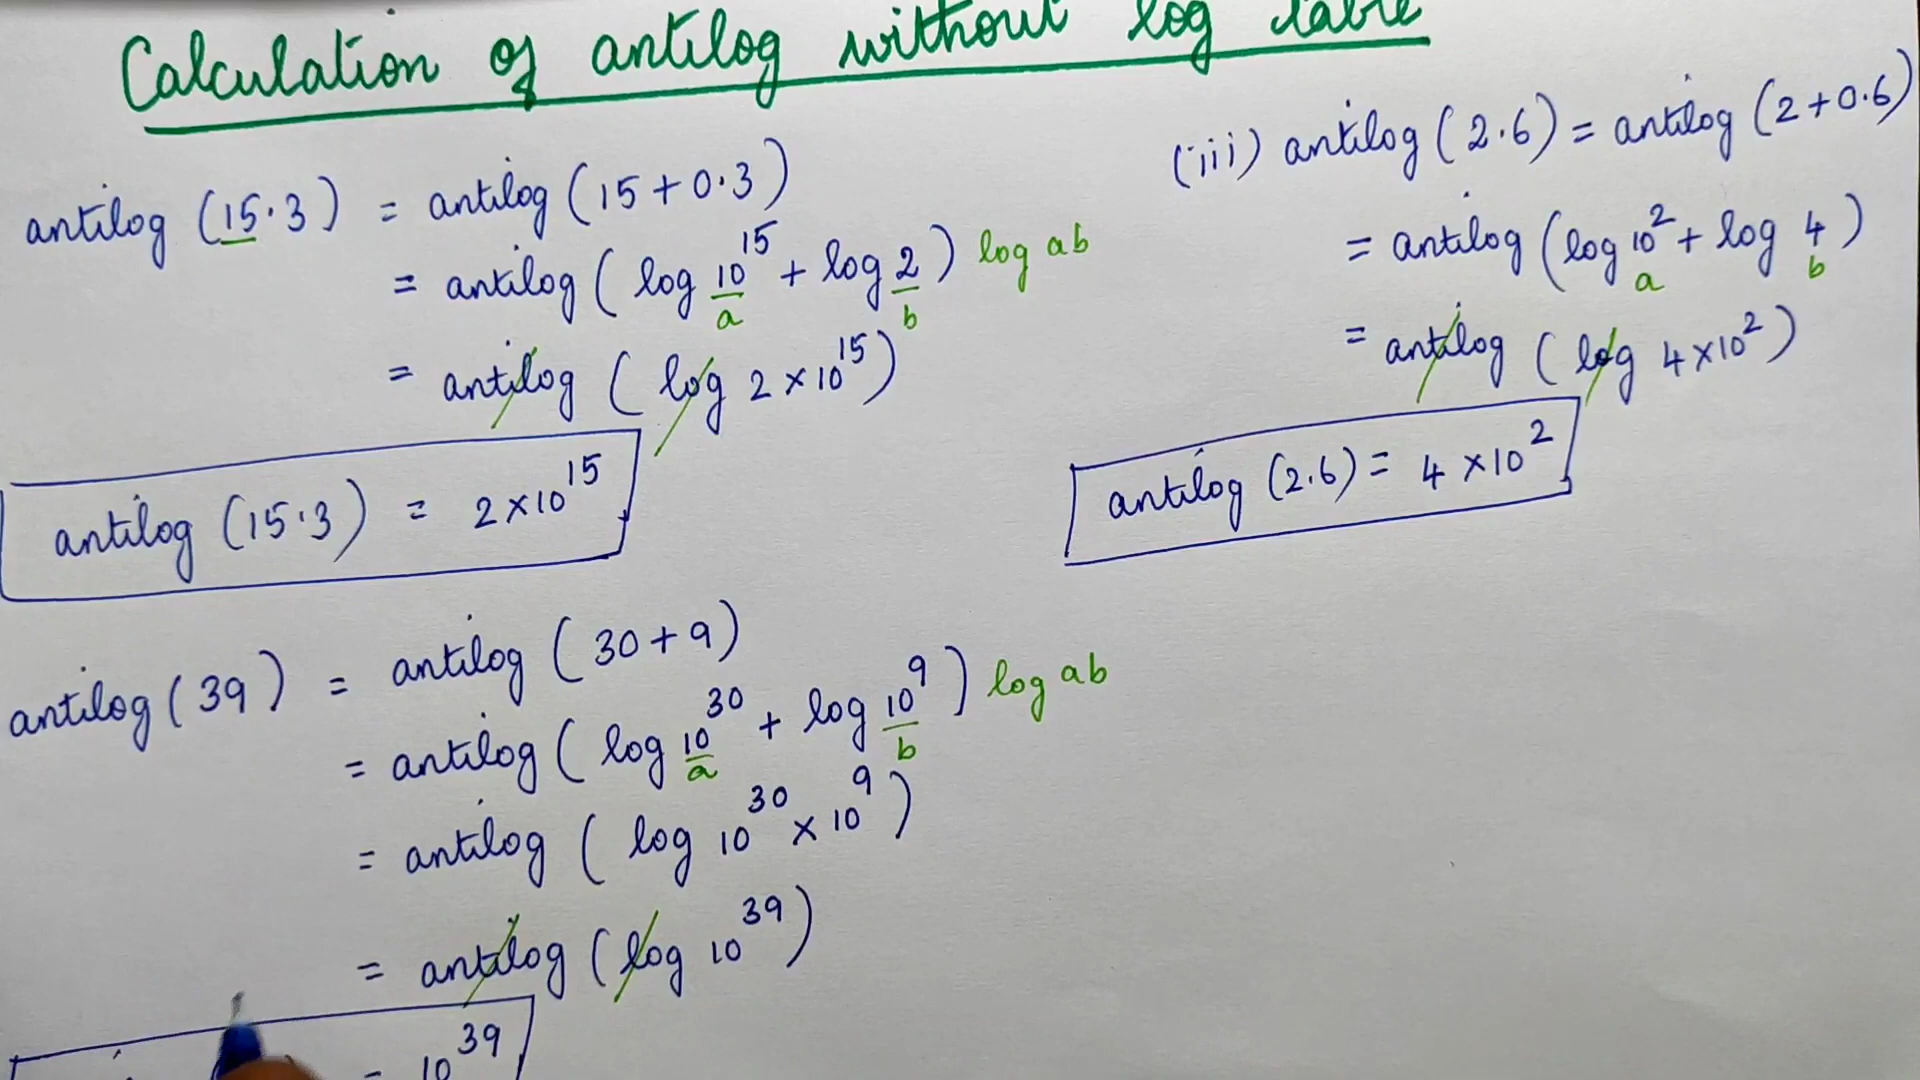 Calculation of antilog without log table
antilog (15.3) = antilog (15 + 0.3)
= antilog ( log 10^15 + log 2 ) log ab
a b
= antilog ( log 2 × 10^15 )
antilog (15.3) = 2 × 10^15
antilog (39) = antilog ( 30 + 9 )
= antilog ( log 10^30 + log 10^9 ) log ab
a b
= antilog ( log 10^30 × 10^9 )
= antilog ( log 10^39 )
= 10^39
(iii) antilog ( 2.6 ) = antilog ( 2 + 0.6 )
= antilog ( log 10^2 + log 4 )
a b
= antilog ( log 4 × 10^2 )
antilog (2.6) = 4 × 10^2